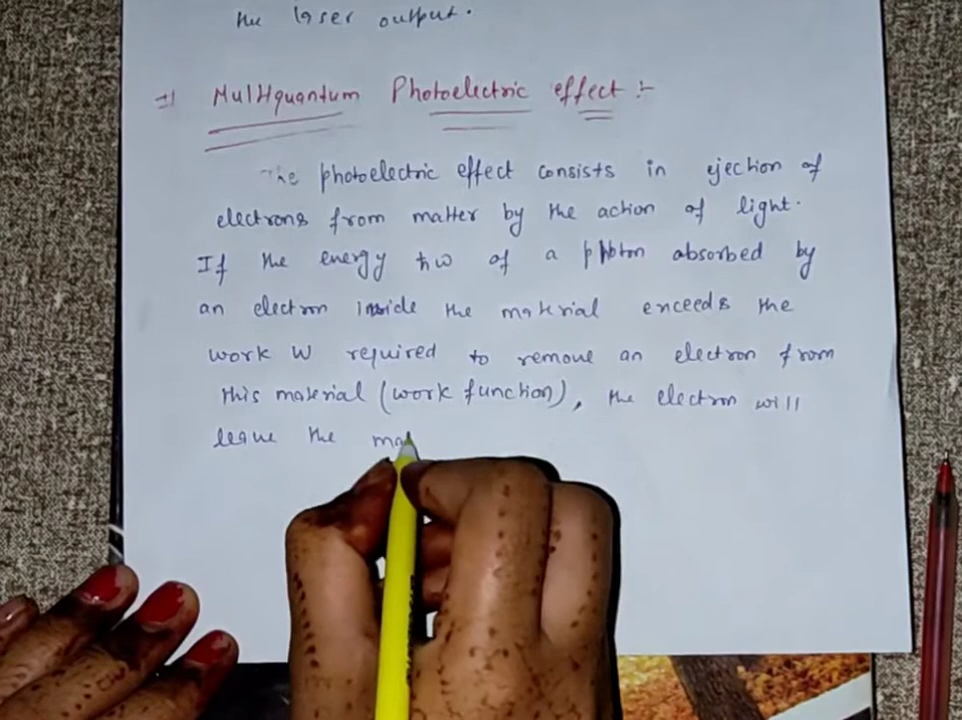 the laser output.
=) Multquantum Photoelectric effect :-
The photoelectric effect consists in ejection of
electrons from matter by the action of light.
If the energy ħω of a photon absorbed by
an electron inside the material exceeds the
work W required to remove an electron from
this material (work function), the electron will
leave the ma